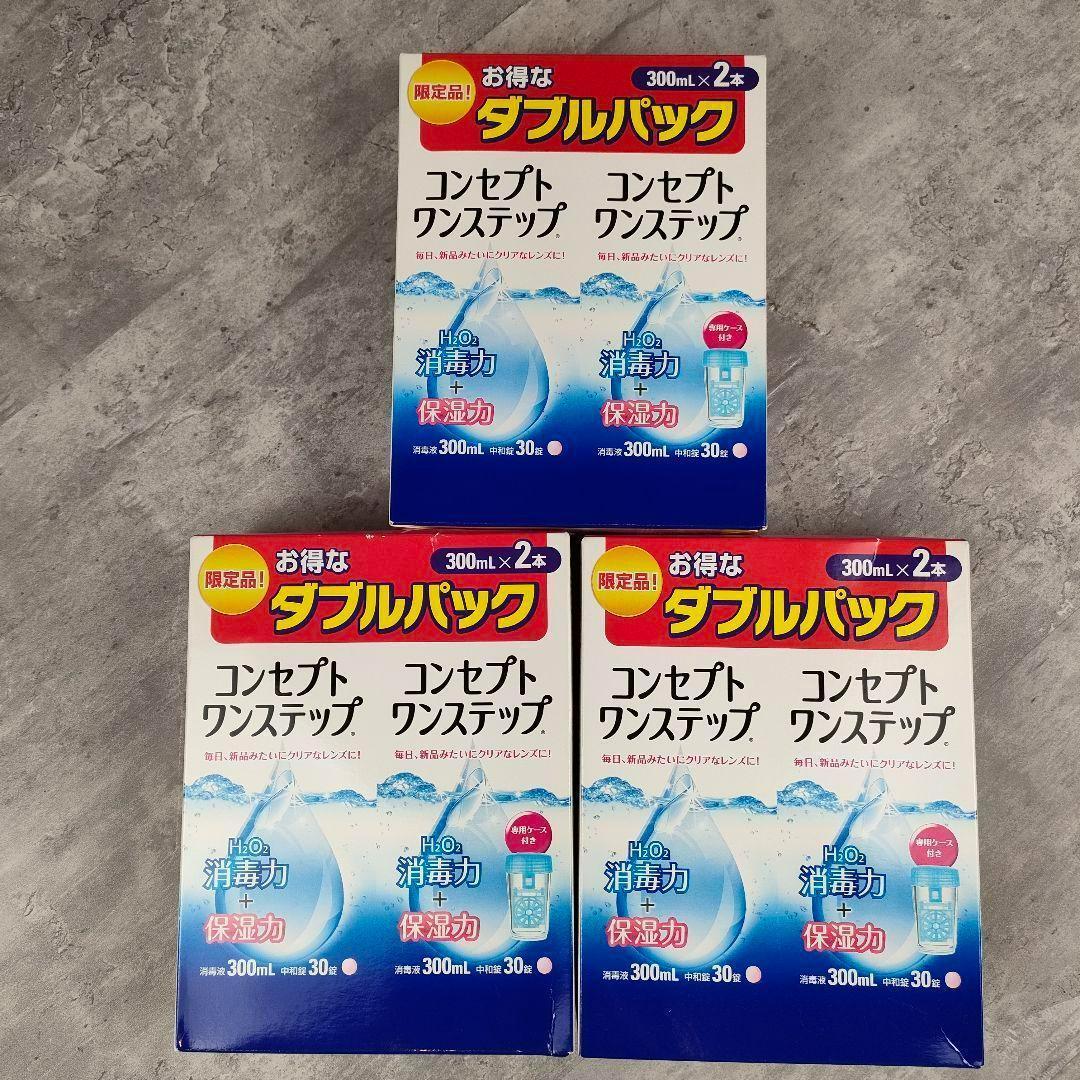 限定品!
お得な
300mL×2本
ダブルパック
コンセプト
ワンステップ®
毎日、新品みたいにクリアなレンズに!
H₂O₂
消毒力
+
保湿力
消毒液300mL 中和錠30錠
コンセプト
ワンステップ®
毎日、新品みたいにクリアなレンズに!
専用ケース
付き
H₂O₂
消毒力
+
保湿力
消毒液300mL 中和錠30錠
限定品!
お得な
300mL×2本
ダブルパック
コンセプト
ワンステップ®
毎日、新品みたいにクリアなレンズに!
H₂O₂
消毒力
+
保湿力
消毒液300mL 中和錠30錠
コンセプト
ワンステップ®
毎日、新品みたいにクリアなレンズに!
専用ケース
付き
H₂O₂
消毒力
+
保湿力
消毒液300mL 中和錠30錠
限定品!
お得な
300mL×2本
ダブルパック
コンセプト
ワンステップ®
毎日、新品みたいにクリアなレンズに!
H₂O₂
消毒力
+
保湿力
消毒液300mL 中和錠30錠
コンセプト
ワンステップ®
毎日、新品みたいにクリアなレンズに!
専用ケース
付き
H₂O₂
消毒力
+
保湿力
消毒液300mL 中和錠30錠